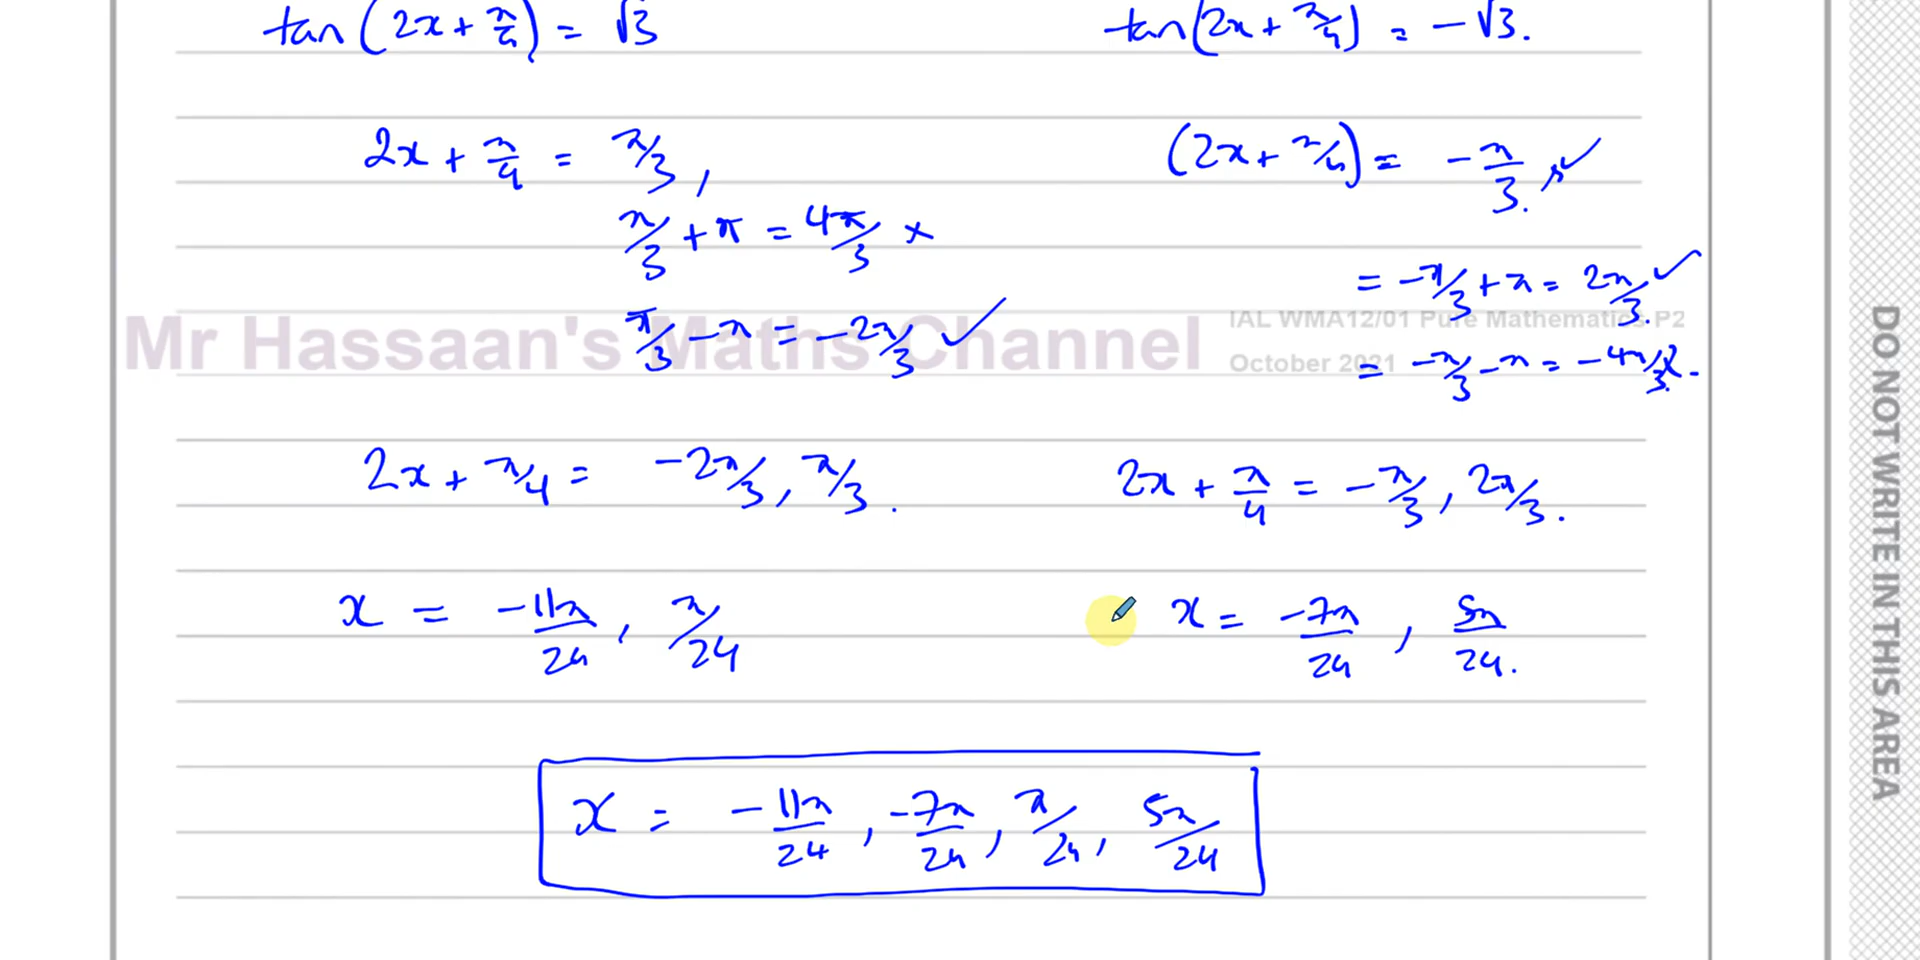 tan(2x + π/4) = √3
tan(2x + π/4) = -√3.
2x + π/4 = π/3,
π/3 + π = 4π/3 ×
π/3 - π = -2π/3 ✓
(2x + π/4) = -π/3. ✓
= -π/3 + π = 2π/3. ✓
= -π/3 - π = -4π/3 ×.
Mr Hassaan's Maths Channel
IAL WMA12/01 Pure Mathematics P2
October 2021
2x + π/4 = -2π/3, π/3.
2x + π/4 = -π/3, 2π/3.
x = -11π/24, π/24
x = -7π/24, 5π/24.
x = -11π/24, -7π/24, π/24, 5π/24
DO NOT WRITE IN THIS AREA